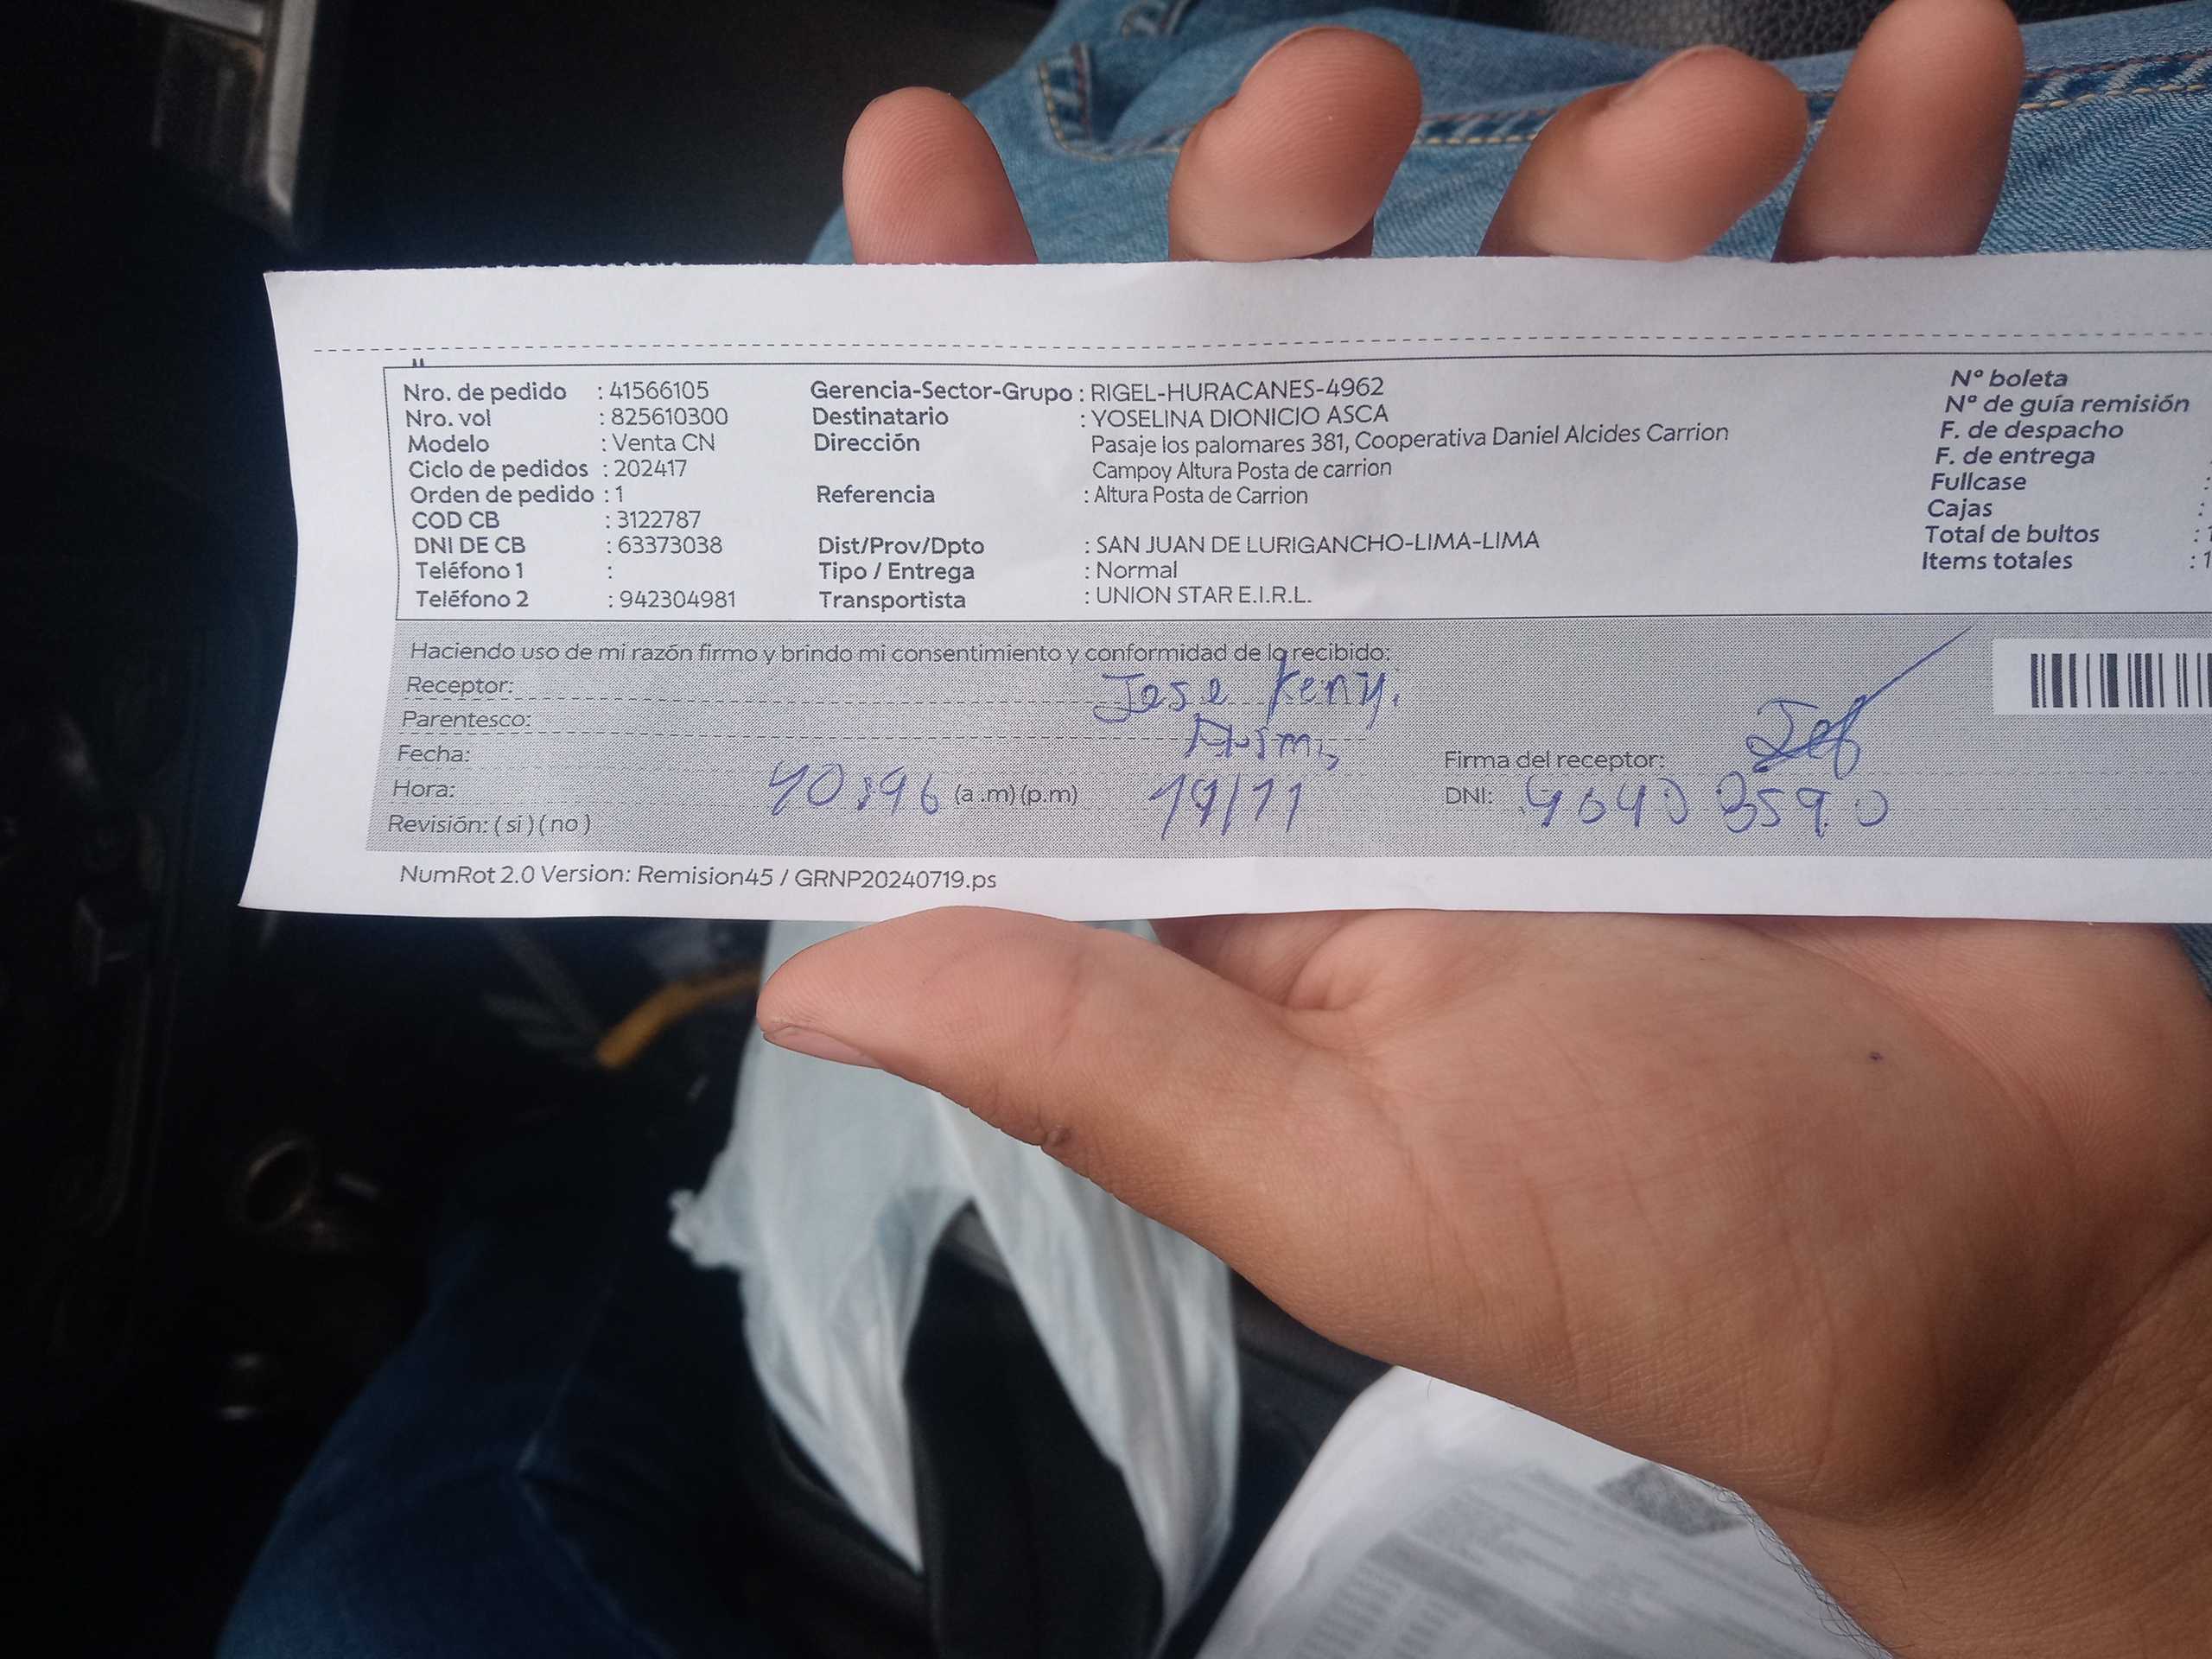 Nro. de pedido : 41566105 Gerencia-Sector-Grupo : RIGEL-HURACANES-4962 N° boleta
Nro. vol : 825610300 Destinatario : YOSELINA DIONICIO ASCA N° de guía remisión
Modelo : Venta CN Dirección Pasaje los palomares 381, Cooperativa Daniel Alcides Carrion F. de despacho
Ciclo de pedidos : 202417 Campoy Altura Posta de carrion F. de entrega
Orden de pedido : 1 Referencia : Altura Posta de Carrion Fullcase :
COD CB : 3122787 Cajas :
DNI DE CB : 63373038 Dist/Prov/Dpto : SAN JUAN DE LURIGANCHO-LIMA-LIMA Total de bultos :
Teléfono 1 : Tipo / Entrega : Normal Items totales : 1
Teléfono 2 : 942304981 Transportista : UNION STAR E.I.R.L.
Haciendo uso de mi razón firmo y brindo mi consentimiento y conformidad de lo recibido:
Receptor: Jose Keny.
Parentesco:
Fecha: Firma del receptor:
Hora: (a .m) (p.m) DNI:
Revisión: ( si ) ( no )
NumRot 2.0 Version: Remision45 / GRNP20240719.ps